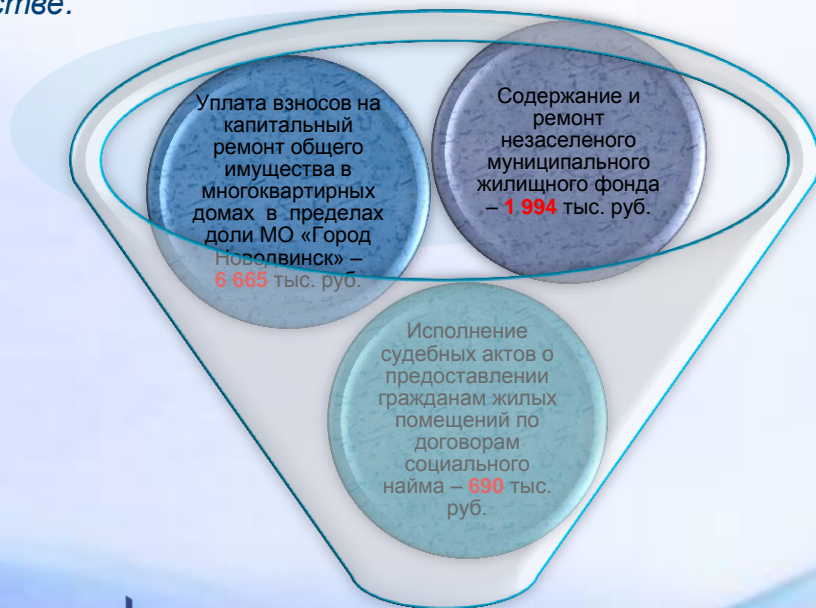 стве:
Уплата взносов на
капитальный
ремонт общего
имущества в
многоквартирных
домах в пределах
доли МО «Город
Новодвинск» –
6 665 тыс. руб.
Содержание и
ремонт
незаселеного
муниципального
жилищного фонда
– 1 994 тыс. руб.
Исполнение
судебных актов о
предоставлении
гражданам жилых
помещений по
договорам
социального
найма – 690 тыс.
руб.